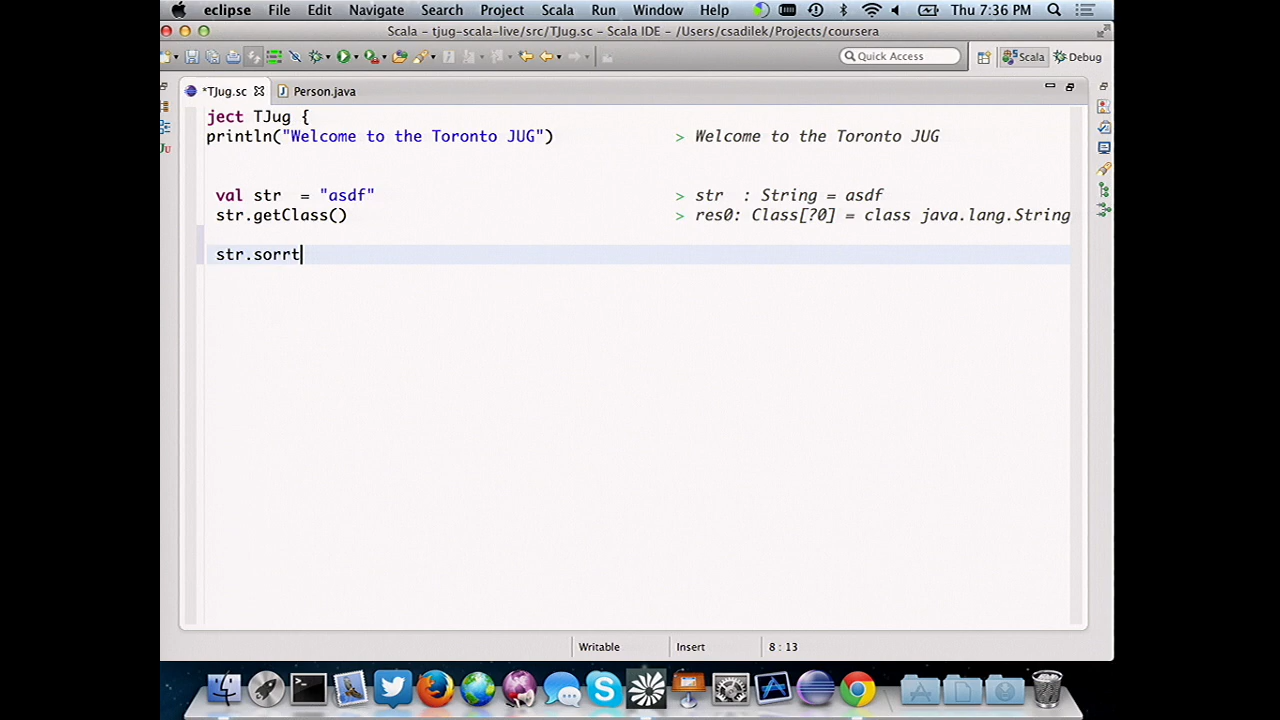 eclipse File Edit Navigate Search Project Scala Run Window Help Thu 7:36 PM
Scala – tjug-scala-live/src/TJug.sc – Scala IDE – /Users/csadilek/Projects/coursera
Quick Access Scala Debug
*TJug.sc Person.java
ject TJug {
println("Welcome to the Toronto JUG") > Welcome to the Toronto JUG
val str = "asdf" > str : String = asdf
str.getClass() > res0: Class[?0] = class java.lang.String
str.sorrt
Writable Insert 8 : 13